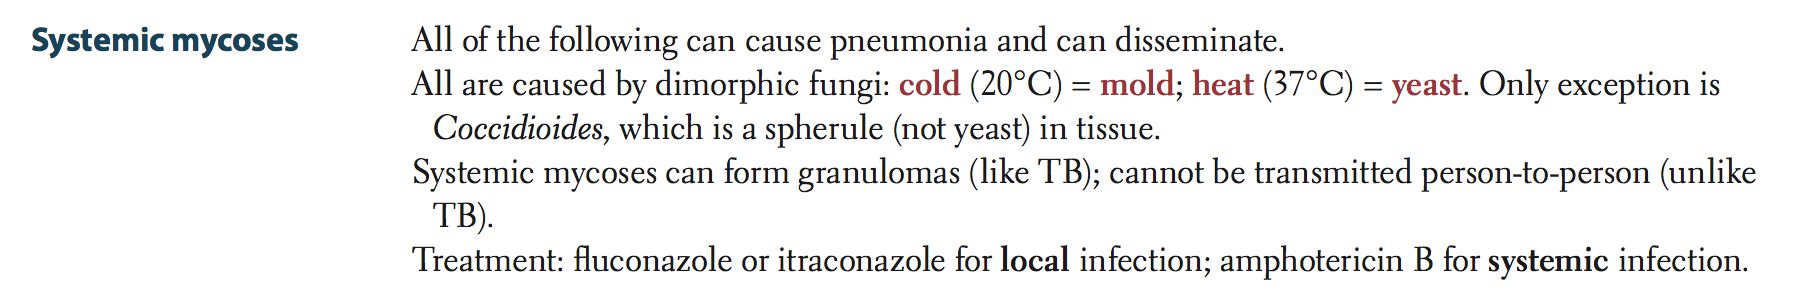 Systemic mycoses
All of the following can cause pneumonia and can disseminate.
All are caused by dimorphic fungi: cold (20°C) = mold; heat (37°C) = yeast. Only exception is
Coccidioides, which is a spherule (not yeast) in tissue.
Systemic mycoses can form granulomas (like TB); cannot be transmitted person-to-person (unlike
TB).
Treatment: fluconazole or itraconazole for local infection; amphotericin B for systemic infection.